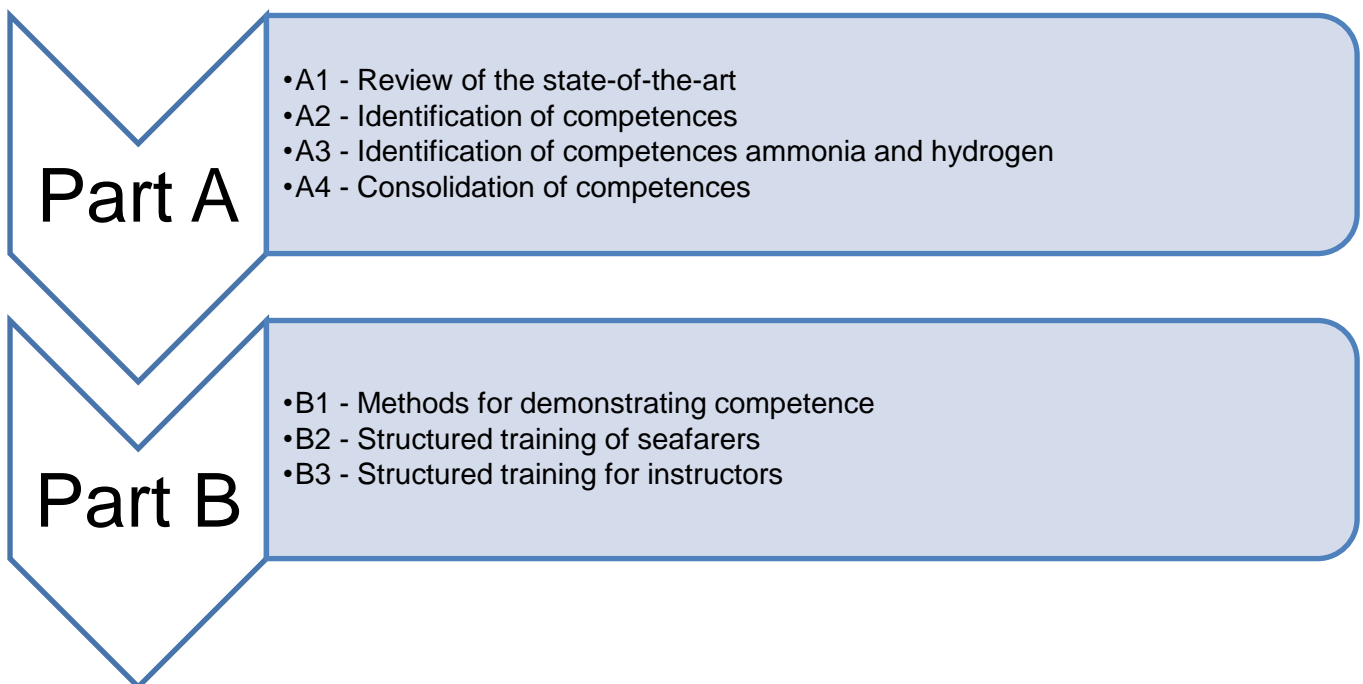 Part A
•A1 - Review of the state-of-the-art
•A2 - Identification of competences
•A3 - Identification of competences ammonia and hydrogen
•A4 - Consolidation of competences
Part B
•B1 - Methods for demonstrating competence
•B2 - Structured training of seafarers
•B3 - Structured training for instructors